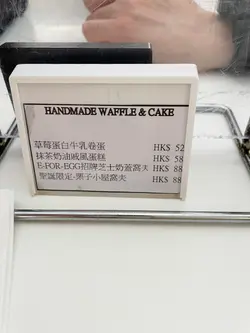 HANDMADE WAFFLE & CAKE
草莓蛋白牛乳卷蛋 HK$ 52
抹茶奶油戚風蛋糕 HK$ 58
E-FOR-EGG招牌芝士奶蓋窩夫 HK$ 88
聖誕限定-栗子小屋窩夫 HK$ 88